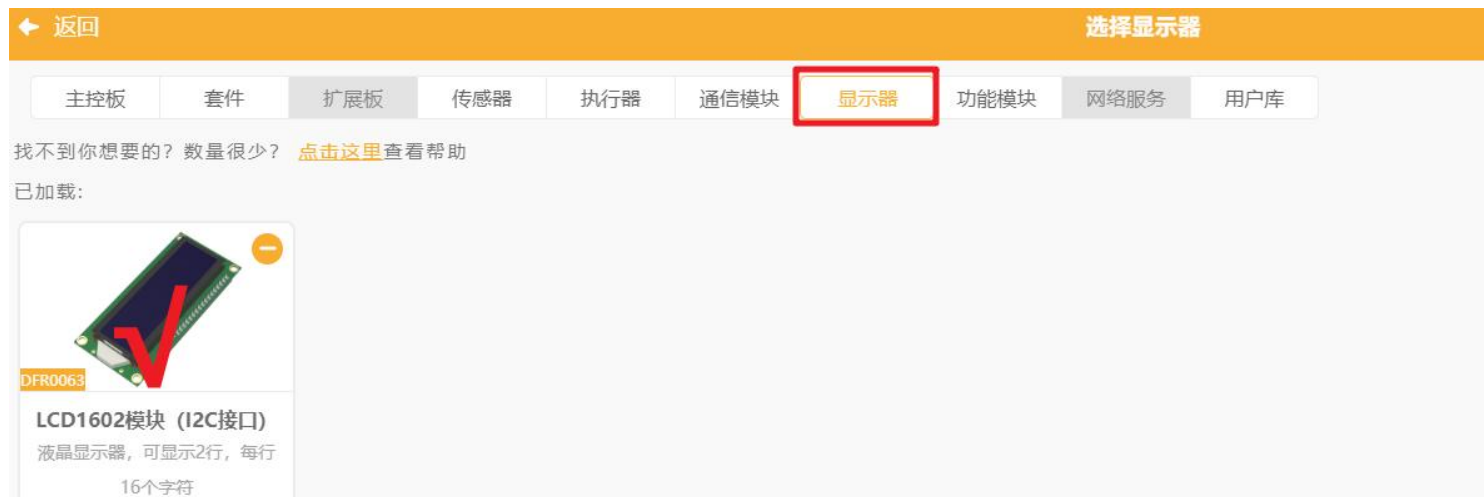 返回
选择显示器
主控板 套件 扩展板 传感器 执行器 通信模块 显示器 功能模块 网络服务 用户库
找不到你想要的？数量很少？ 点击这里查看帮助
已加载:
DFR0063
LCD1602模块（I2C接口）
液晶显示器，可显示2行，每行
16个字符